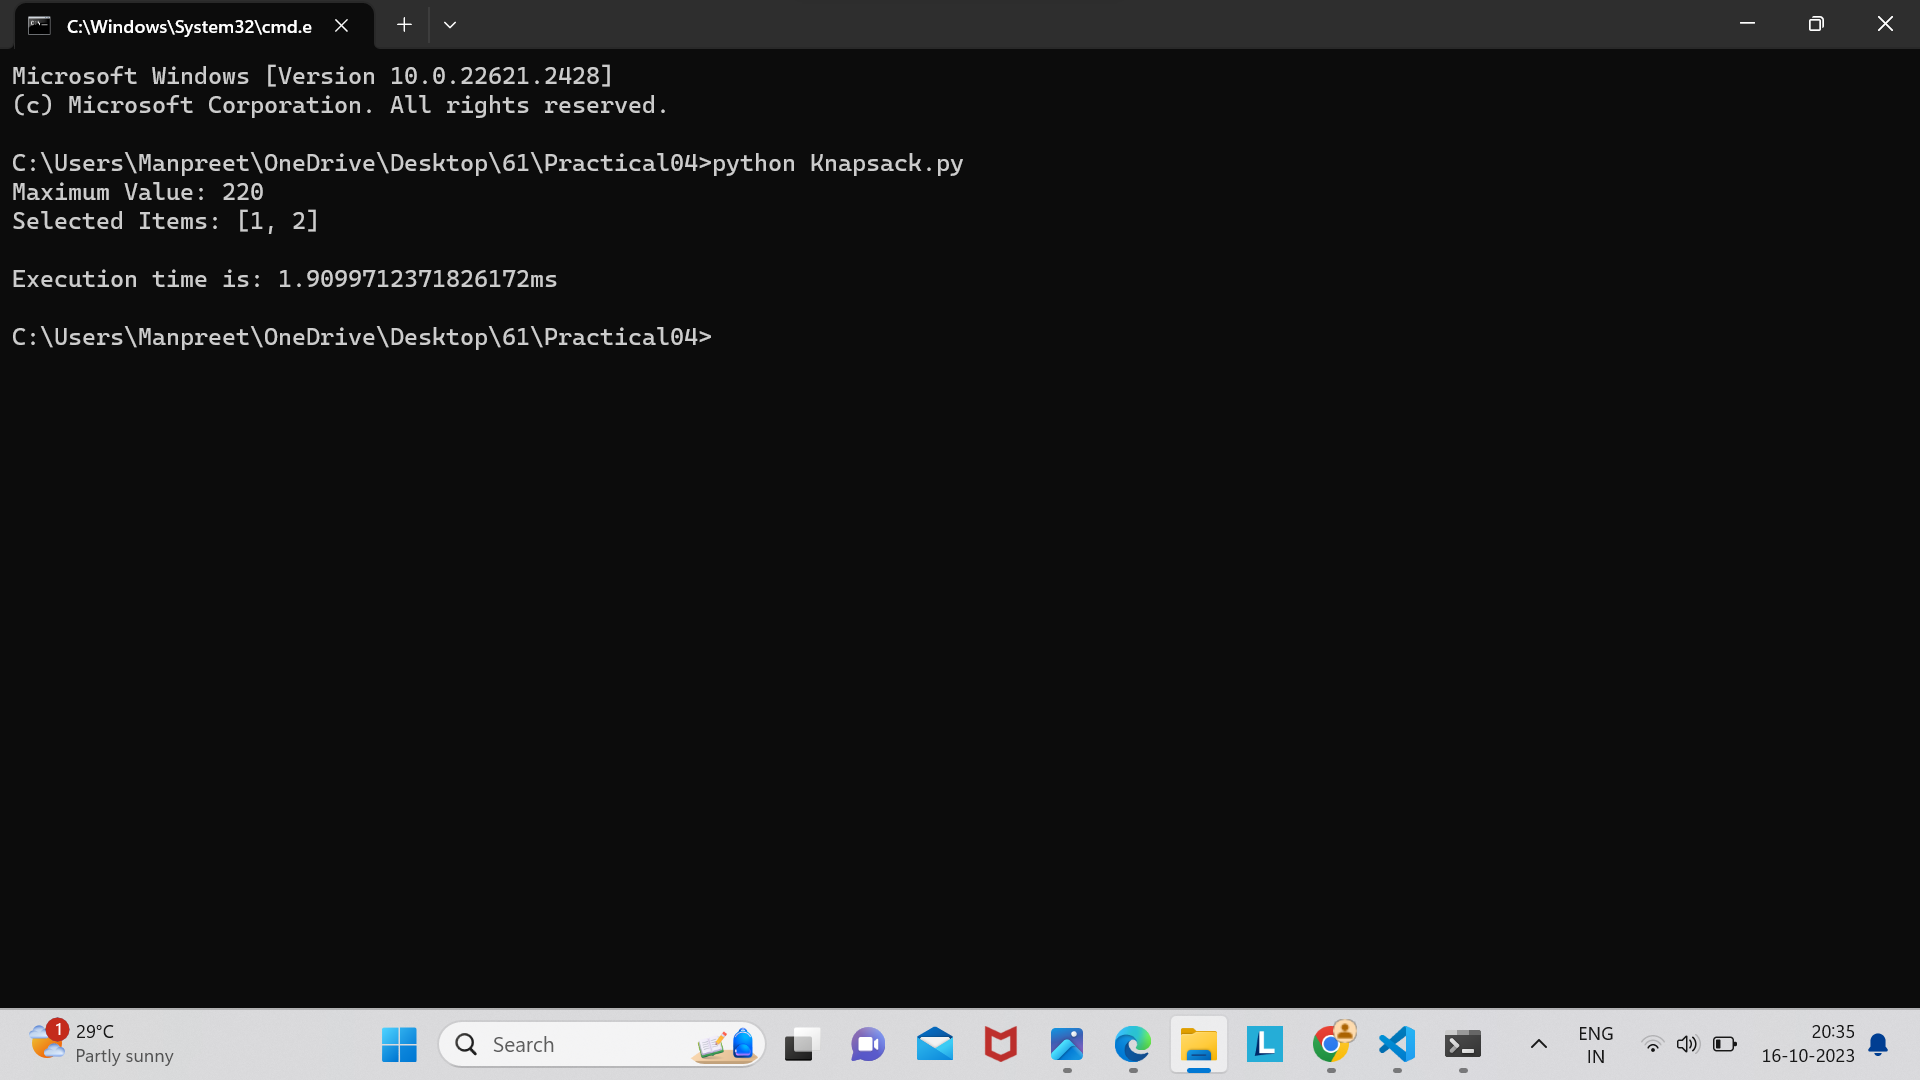 C:\Windows\System32\cmd.e
Microsoft Windows [Version 10.0.22621.2428]
(c) Microsoft Corporation. All rights reserved.
C:\Users\Manpreet\OneDrive\Desktop\61\Practical04>python Knapsack.py
Maximum Value: 220
Selected Items: [1, 2]
Execution time is: 1.9099712371826172ms
C:\Users\Manpreet\OneDrive\Desktop\61\Practical04>
1
29°C
Partly sunny
Search
L
ENG
IN
20:35
16-10-2023